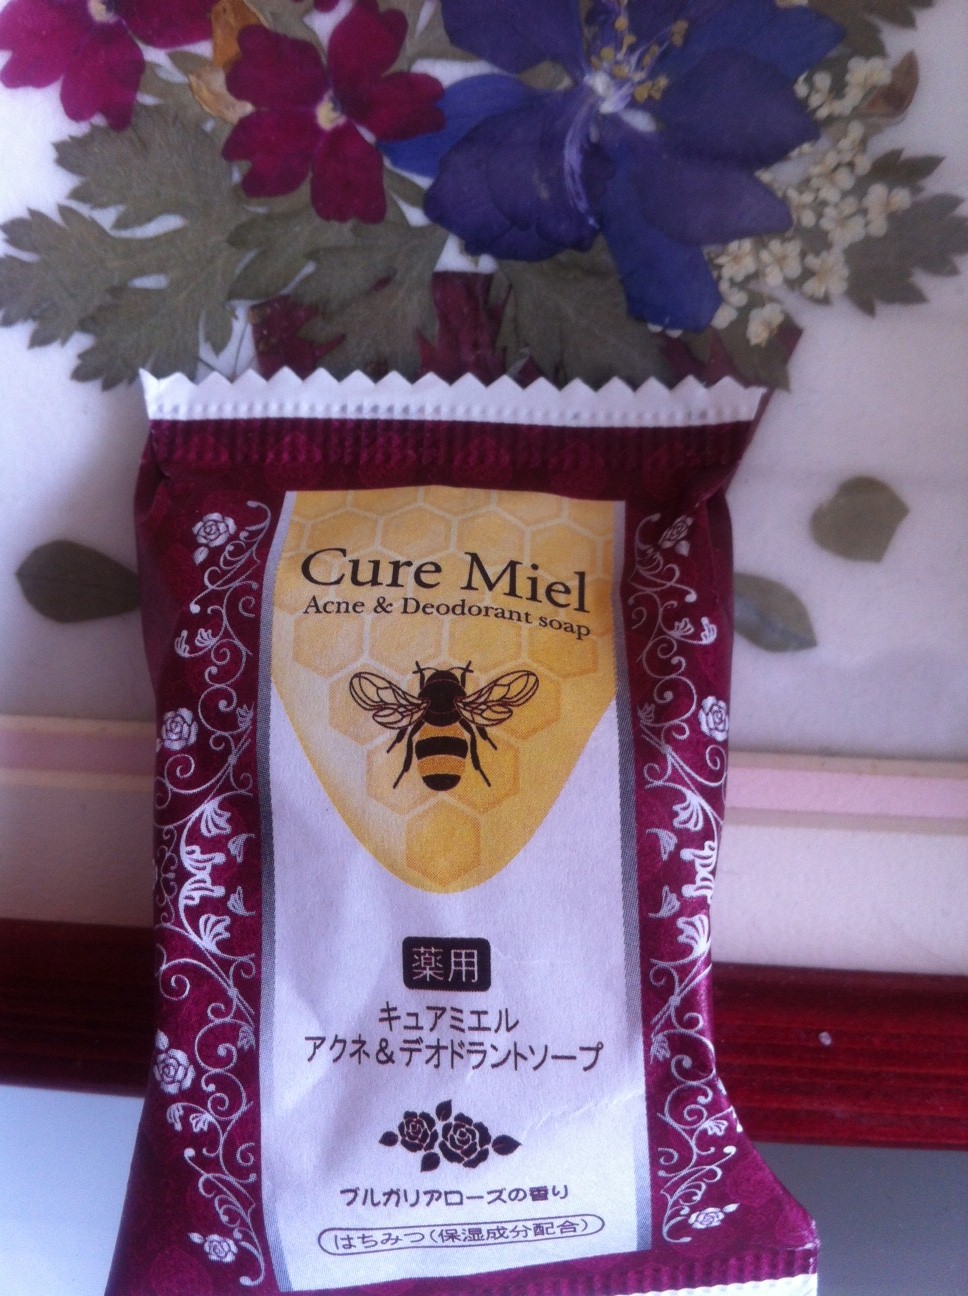 Cure Miel
Acne & Deodorant soap
薬用
キュアミエル
アクネ&デオドラントソープ
ブルガリアローズの香り
はちみつ(保湿成分配合)